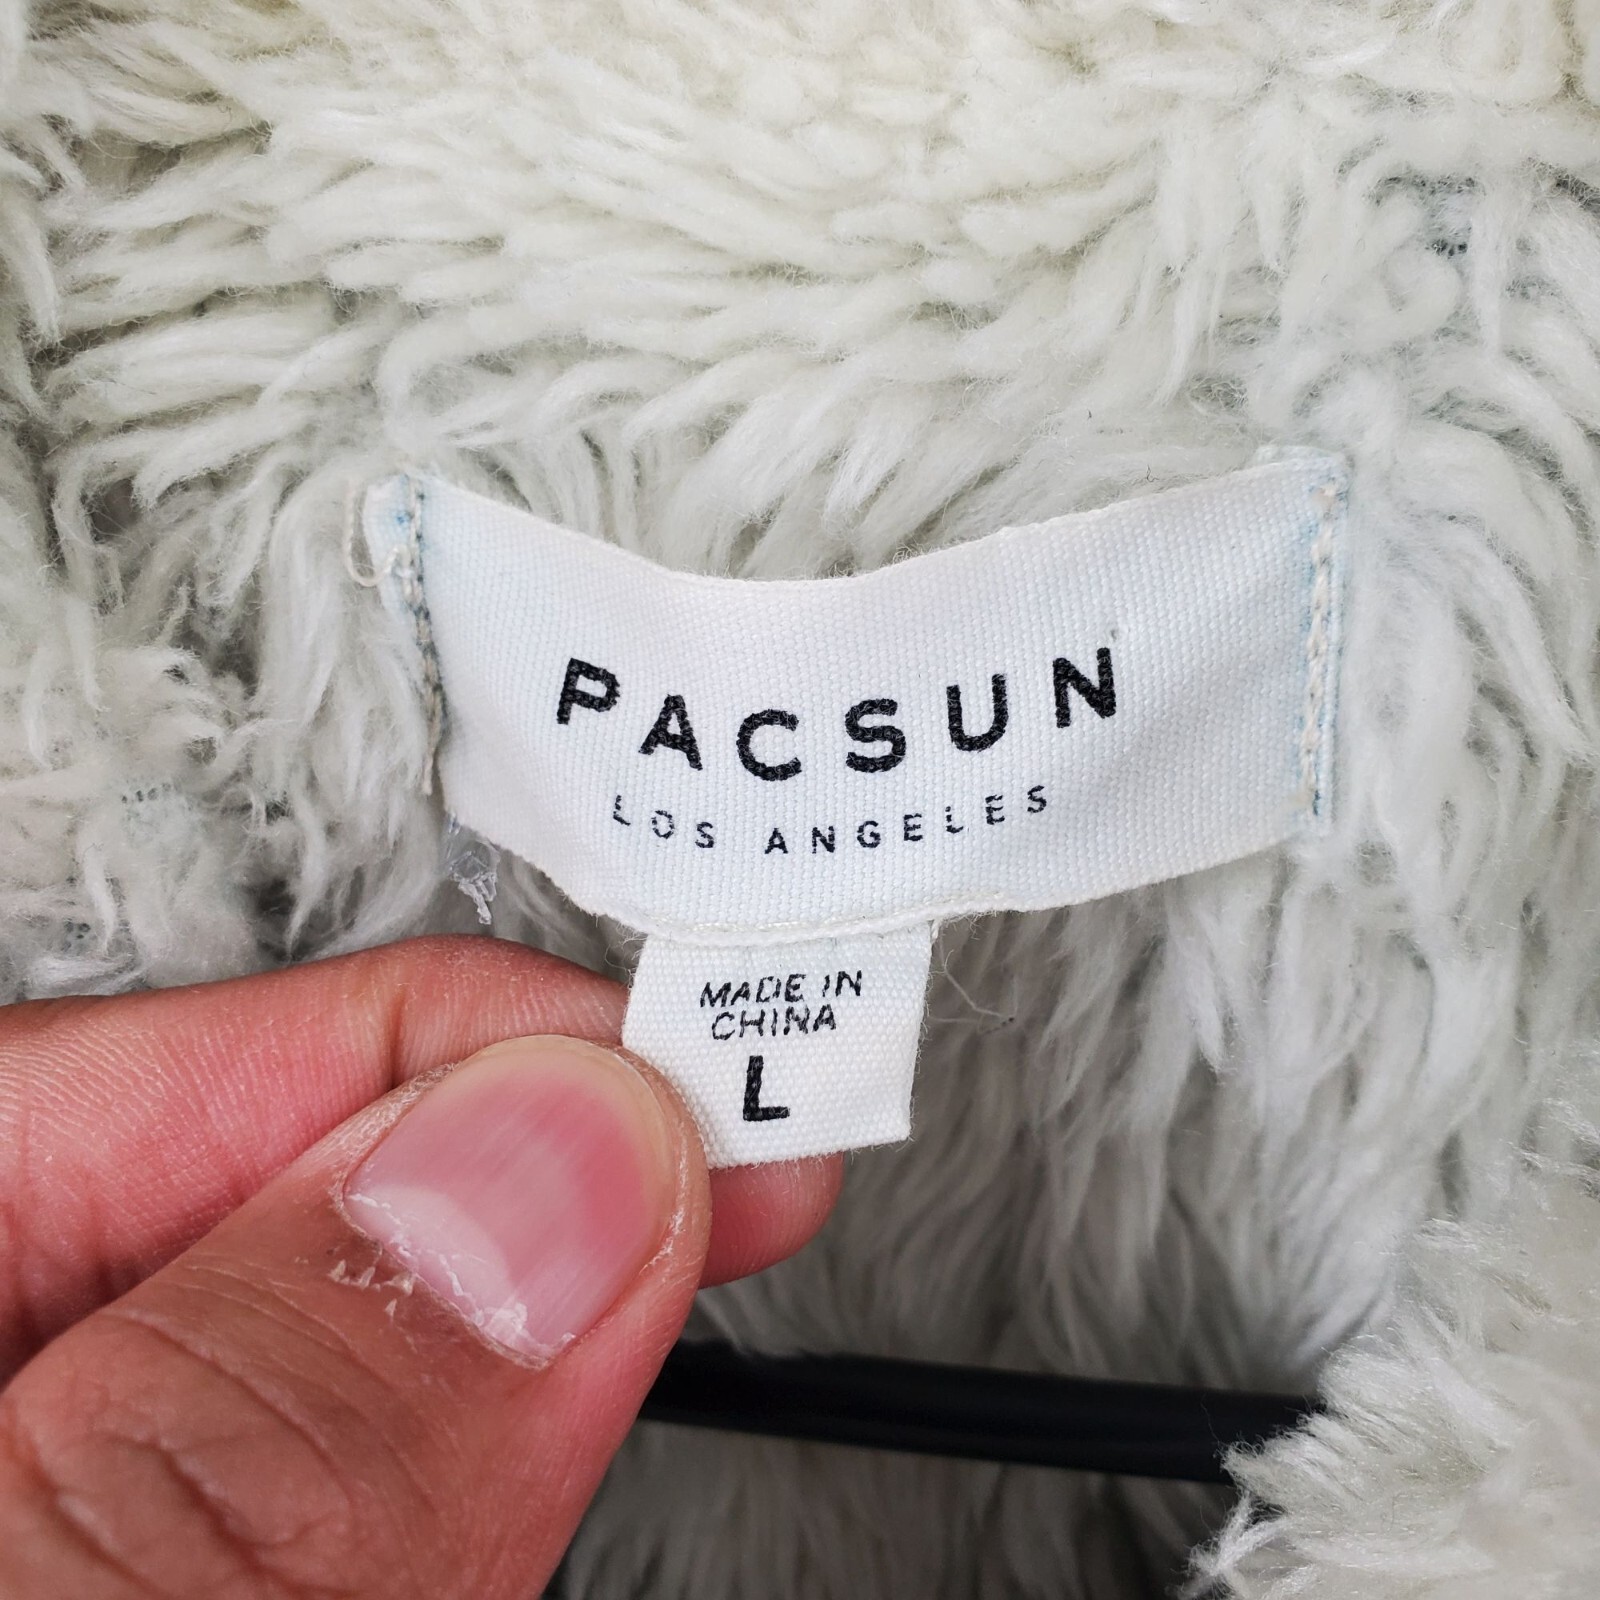 PACSUN
LOS ANGELES
MADE IN
CHINA
L